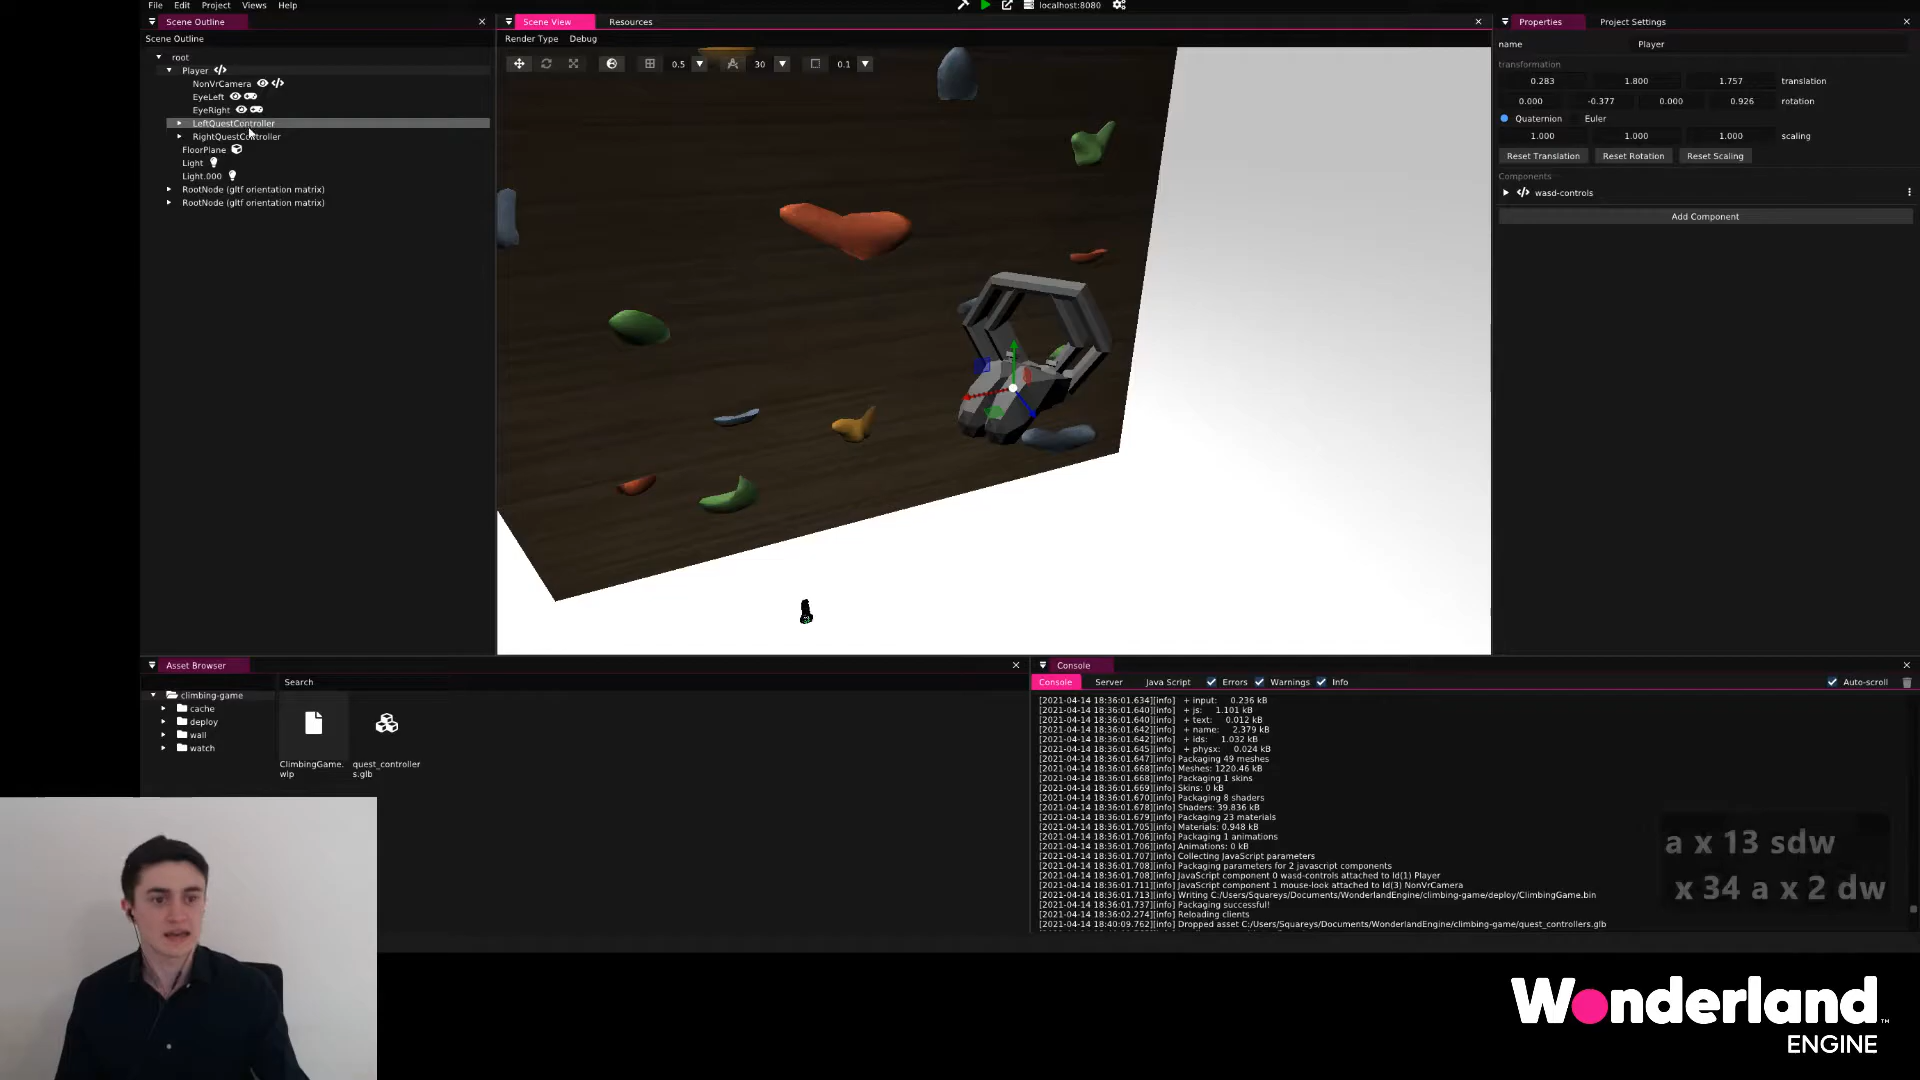 File Edit Project Views Help
localhost:8080
Scene Outline
Scene View Resources
Properties Project Settings
Scene Outline
Render Type Debug
name Player
root
Player
NonVrCamera
EyeLeft
EyeRight
LeftQuestController
RightQuestController
FloorPlane
Light
Light.000
RootNode (gltf orientation matrix)
RootNode (gltf orientation matrix)
0.5 30 0.1
transformation
0.283 1.800 1.757 translation
0.000 -0.377 0.000 0.926 rotation
Quaternion Euler
1.000 1.000 1.000 scaling
Reset Translation Reset Rotation Reset Scaling
Components
wasd-controls
Add Component
Asset Browser
Search
climbing-game
cache
deploy
wall
watch
ClimbingGame.
wlp
quest_controller
s.glb
Console
Console Server Java Script Errors Warnings Info Auto-scroll
[2021-04-14 18:36:01.634][info] + input: 0.236 kB
[2021-04-14 18:36:01.640][info] + js: 1.101 kB
[2021-04-14 18:36:01.640][info] + text: 0.012 kB
[2021-04-14 18:36:01.642][info] + name: 2.379 kB
[2021-04-14 18:36:01.642][info] + ids: 1.032 kB
[2021-04-14 18:36:01.645][info] + physx: 0.024 kB
[2021-04-14 18:36:01.647][info] Packaging 49 meshes
[2021-04-14 18:36:01.668][info] Meshes: 1220.46 kB
[2021-04-14 18:36:01.668][info] Packaging 1 skins
[2021-04-14 18:36:01.669][info] Skins: 0 kB
[2021-04-14 18:36:01.670][info] Packaging 8 shaders
[2021-04-14 18:36:01.678][info] Shaders: 39.836 kB
[2021-04-14 18:36:01.679][info] Packaging 23 materials
[2021-04-14 18:36:01.705][info] Materials: 0.948 kB
[2021-04-14 18:36:01.706][info] Packaging 1 animations
[2021-04-14 18:36:01.706][info] Animations: 0 kB
[2021-04-14 18:36:01.707][info] Collecting JavaScript parameters
[2021-04-14 18:36:01.708][info] Packaging parameters for 2 javascript components
[2021-04-14 18:36:01.708][info] JavaScript component 0 wasd-controls attached to Id(1) Player
[2021-04-14 18:36:01.711][info] JavaScript component 1 mouse-look attached to Id(3) NonVrCamera
[2021-04-14 18:36:01.713][info] Writing C:/Users/Squareys/Documents/WonderlandEngine/climbing-game/deploy/ClimbingGame.bin
[2021-04-14 18:36:01.737][info] Packaging successful!
[2021-04-14 18:36:02.274][info] Reloading clients
[2021-04-14 18:40:09.762][info] Dropped asset C:/Users/Squareys/Documents/WonderlandEngine/climbing-game/quest_controllers.glb
a x 13 sdw
x 34 a x 2 dw
Wonderland™
ENGINE